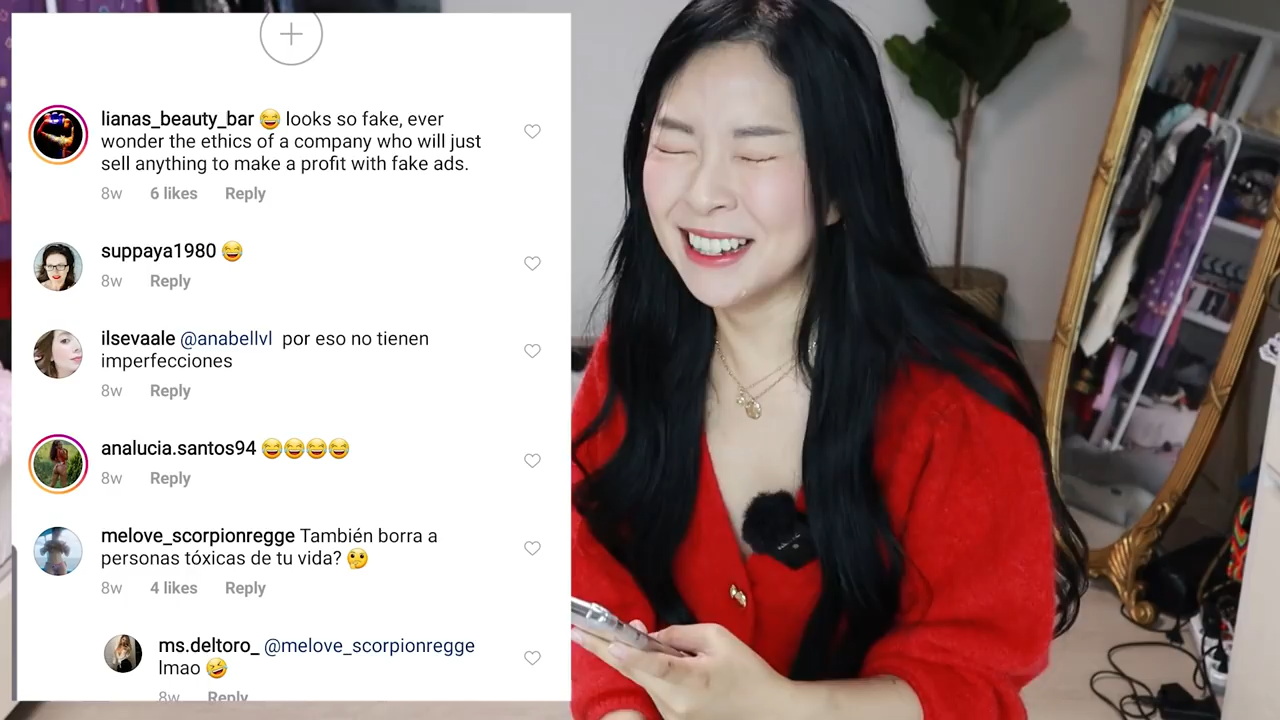 lianas_beauty_bar 😂 looks so fake, ever
wonder the ethics of a company who will just
sell anything to make a profit with fake ads.
8w 6 likes Reply
suppaya1980 😅
8w Reply
ilsevaale @anabellvl por eso no tienen
imperfecciones
8w Reply
analucia.santos94 😂😂😂😂
8w Reply
melove_scorpionregge También borra a
personas tóxicas de tu vida? 🤔
8w 4 likes Reply
ms.deltoro_ @melove_scorpionregge
lmao 🤣
8w Reply